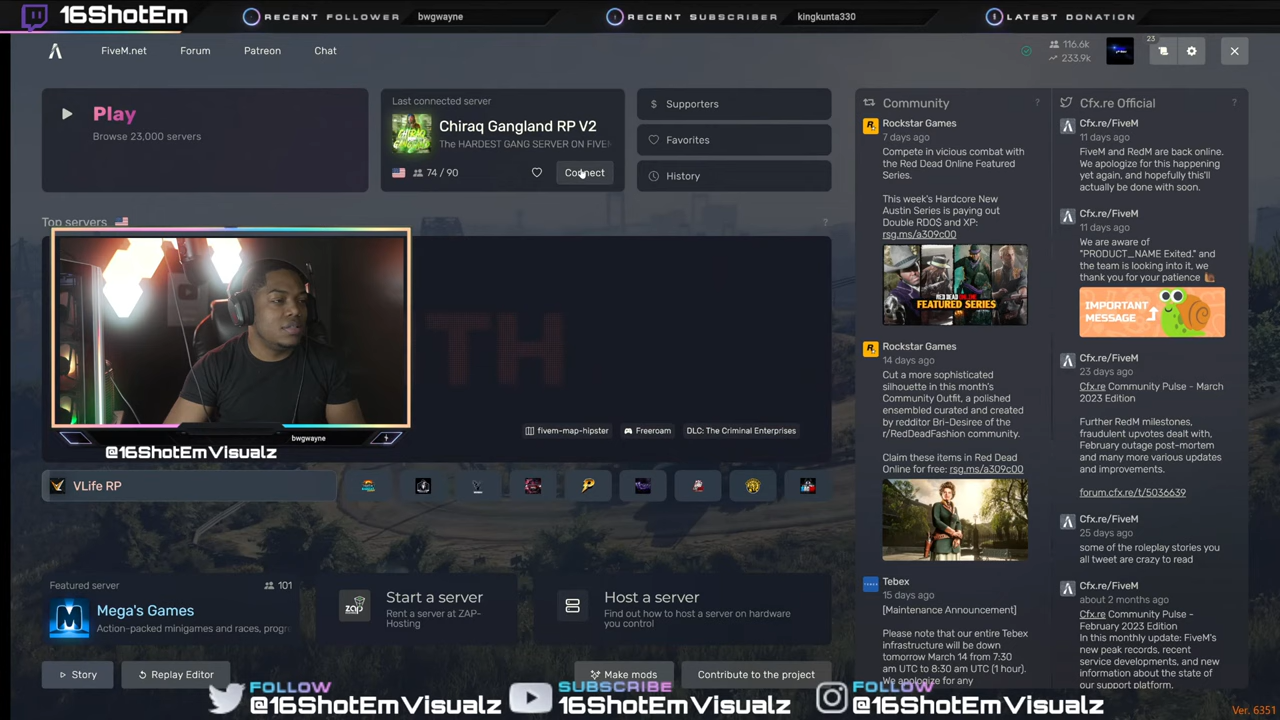 16ShotEm
RECENT FOLLOWER
bwgwayne
RECENT SUBSCRIBER
kingkunta330
LATEST DONATION
FiveM.net
Forum
Patreon
Chat
116.6k
233.9k
23
Play
Browse 23,000 servers
Last connected server
Chiraq Gangland RP V2
The HARDEST GANG SERVER ON FIVEM
74 / 90
Connect
Supporters
Favorites
History
Top servers
?
TH
fivem-map-hipster
Freeroam
DLC: The Criminal Enterprises
bwgwayne
@16ShotEmVisualz
VLife RP
Featured server
101
Mega's Games
Action-packed minigames and races, progr
Start a server
Rent a server at ZAP-
Hosting
Host a server
Find out how to host a server on hardware
you control
Story
Replay Editor
Make mods
Contribute to the project
Community
?
Rockstar Games
7 days ago
Compete in vicious combat with
the Red Dead Online Featured
Series.
This week's Hardcore New
Austin Series is paying out
Double RDO$ and XP:
rsg.ms/a309c00
RED DEAD ONLINE
FEATURED SERIES
Rockstar Games
14 days ago
Cut a more sophisticated
silhouette in this month's
Community Outfit, a polished
ensembled curated and created
by redditor Bri-Desiree of the
r/RedDeadFashion community.
Claim these items in Red Dead
Online for free: rsg.ms/a309c00
Tebex
15 days ago
[Maintenance Announcement]
Please note that our entire Tebex
infrastructure will be down
tomorrow March 14 from 7:30
am UTC to 8:30 am UTC (1 hour).
We apologize for any
Cfx.re Official
?
Cfx.re/FiveM
11 days ago
FiveM and RedM are back online.
We apologize for this happening
yet again, and hopefully this'll
actually be done with soon.
Cfx.re/FiveM
11 days ago
We are aware of
"PRODUCT_NAME Exited." and
the team is looking into it, we
thank you for your patience
IMPORTANT
MESSAGE
Cfx.re/FiveM
23 days ago
Cfx.re Community Pulse - March
2023 Edition
Further RedM milestones,
fraudulent upvotes dealt with,
February outage post-mortem
and many more various updates
and improvements.
forum.cfx.re/t/5036639
Cfx.re/FiveM
25 days ago
some of the roleplay stories you
all tweet are crazy to read
Cfx.re/FiveM
about 2 months ago
Cfx.re Community Pulse -
February 2023 Edition
In this monthly update: FiveM's
new peak records, recent
service developments, and new
information about the state of
our support platform.
FOLLOW
@16ShotEmVisualz
SUBSCRIBE
16ShotEmVisualz
FOLLOW
@16ShotEmVisualz
Ver. 6351